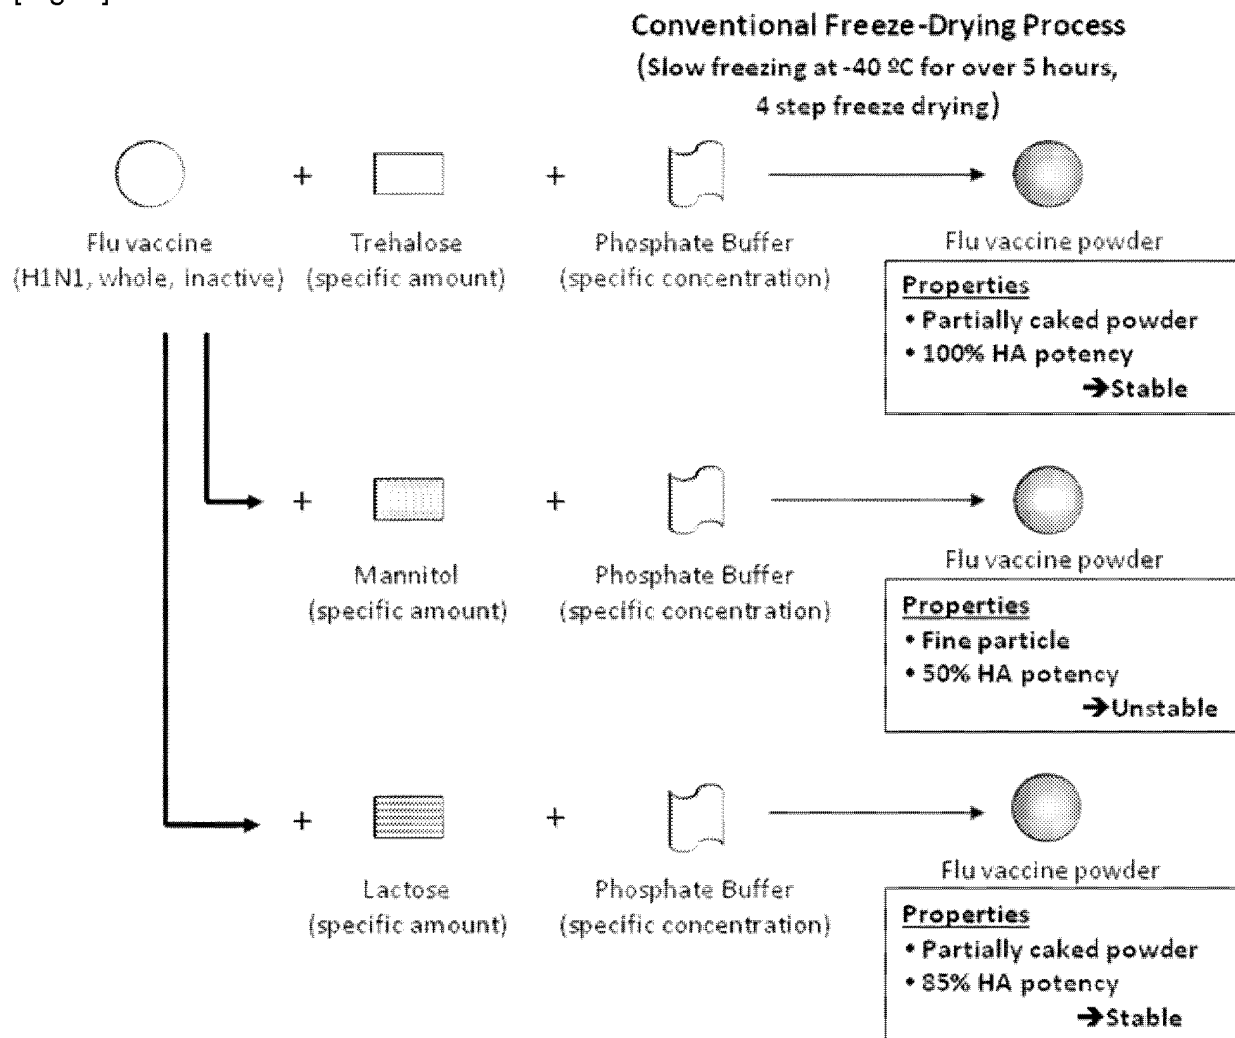 Conventional Freeze-Drying Process
(Slow freezing at -40 ºC for over 5 hours,
4 step freeze drying)
+ +
Flu vaccine Trehalose Phosphate Buffer Flu vaccine powder
(H1N1, whole, Inactive) (specific amount) (specific concentration)
Properties
• Partially caked powder
• 100% HA potency
➔Stable
+ +
Mannitol Phosphate Buffer Flu vaccine powder
(specific amount) (specific concentration)
Properties
• Fine particle
• 50% HA potency
➔Unstable
+ +
Lactose Phosphate Buffer Flu vaccine powder
(specific amount) (specific concentration)
Properties
• Partially caked powder
• 85% HA potency
➔Stable